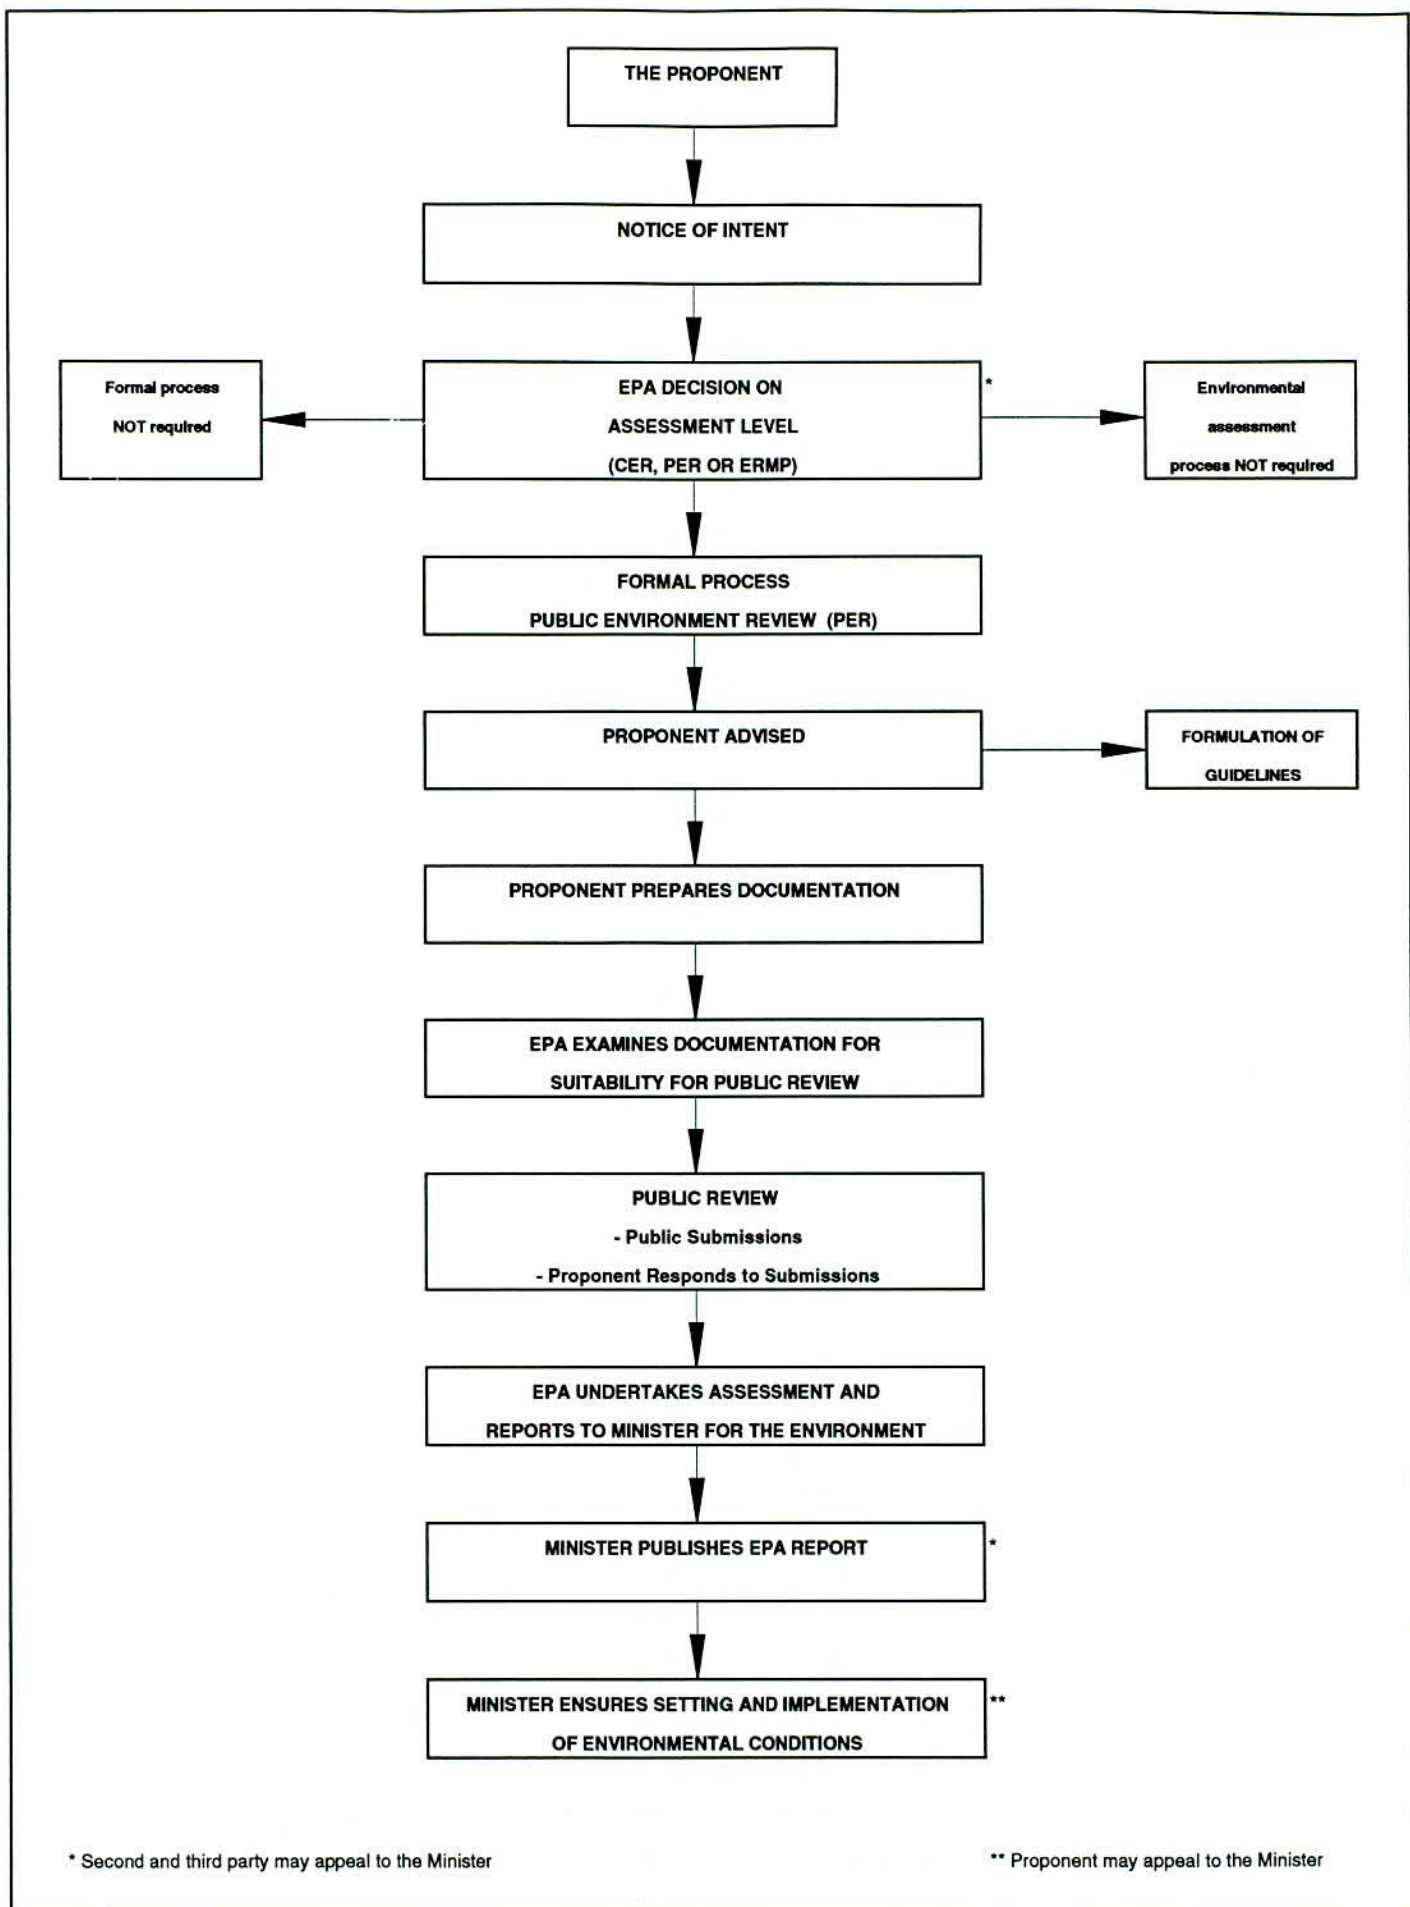 THE PROPONENT
NOTICE OF INTENT
Formal process
NOT required
EPA DECISION ON
ASSESSMENT LEVEL
(CER, PER OR ERMP)
*
Environmental
assessment
process NOT required
FORMAL PROCESS
PUBLIC ENVIRONMENT REVIEW (PER)
PROPONENT ADVISED
FORMULATION OF
GUIDELINES
PROPONENT PREPARES DOCUMENTATION
EPA EXAMINES DOCUMENTATION FOR
SUITABILITY FOR PUBLIC REVIEW
PUBLIC REVIEW
- Public Submissions
- Proponent Responds to Submissions
EPA UNDERTAKES ASSESSMENT AND
REPORTS TO MINISTER FOR THE ENVIRONMENT
MINISTER PUBLISHES EPA REPORT
*
MINISTER ENSURES SETTING AND IMPLEMENTATION
OF ENVIRONMENTAL CONDITIONS
**
* Second and third party may appeal to the Minister
** Proponent may appeal to the Minister